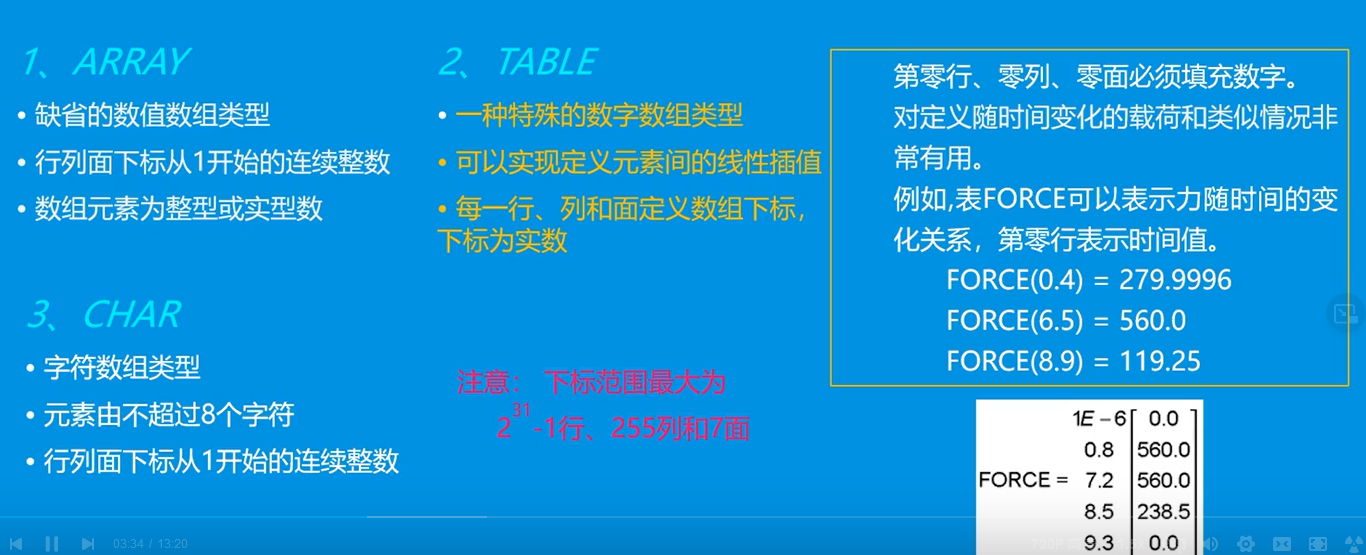 1、ARRAY
• 缺省的数值数组类型
• 行列面下标从1开始的连续整数
• 数组元素为整型或实型数
2、TABLE
• 一种特殊的数字数组类型
• 可以实现定义元素间的线性插值
• 每一行、列和面定义数组下标，
下标为实数
3、CHAR
• 字符数组类型
• 元素由不超过8个字符
• 行列面下标从1开始的连续整数
注意： 下标范围最大为
2^31-1行、255列和7面
第零行、零列、零面必须填充数字。
对定义随时间变化的载荷和类似情况非
常有用。
例如,表FORCE可以表示力随时间的变
化关系，第零行表示时间值。
FORCE(0.4) = 279.9996
FORCE(6.5) = 560.0
FORCE(8.9) = 119.25
1E-6 0.0
0.8 560.0
FORCE = 7.2 560.0
8.5 238.5
9.3 0.0
03:34 / 13:20